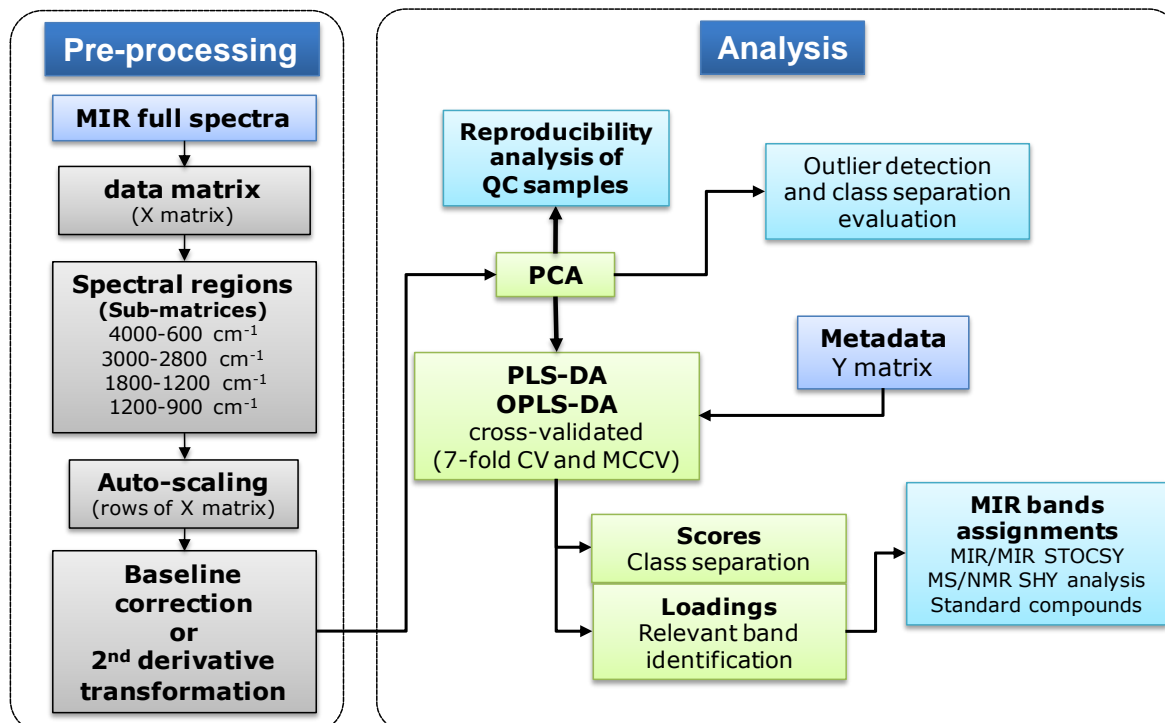 Pre-processing
MIR full spectra
data matrix
(X matrix)
Spectral regions
(Sub-matrices)
4000-600 cm⁻¹
3000-2800 cm⁻¹
1800-1200 cm⁻¹
1200-900 cm⁻¹
Auto-scaling
(rows of X matrix)
Baseline
correction
or
2ⁿᵈ derivative
transformation
Analysis
Reproducibility
analysis of
QC samples
Outlier detection
and class separation
evaluation
PCA
Metadata
Y matrix
PLS-DA
OPLS-DA
cross-validated
(7-fold CV and MCCV)
Scores
Class separation
Loadings
Relevant band
identification
MIR bands
assignments
MIR/MIR STOCSY
MS/NMR SHY analysis
Standard compounds